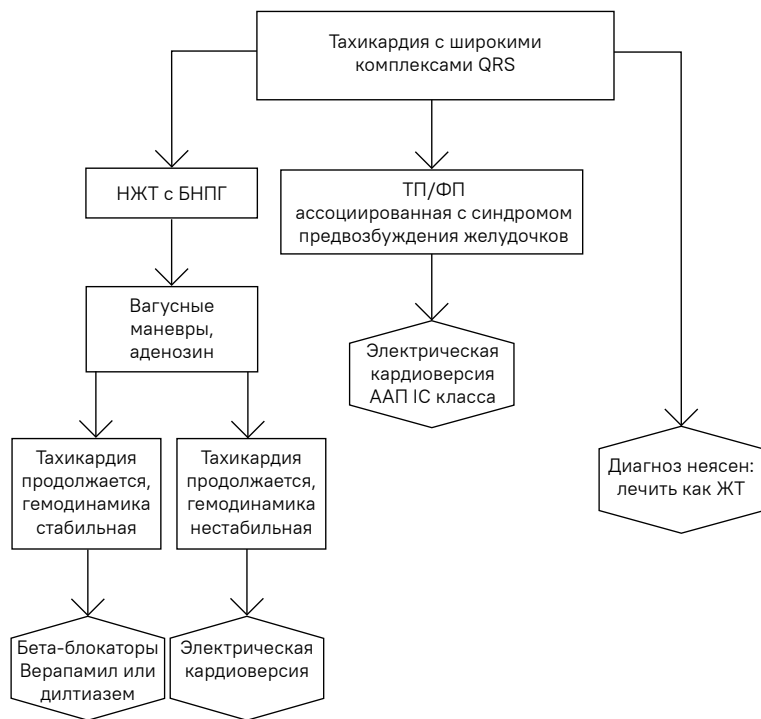 Тахикардия с широкими
комплексами QRS
НЖТ с БНПГ
ТП/ФП
ассоциированная с синдромом
предвозбуждения желудочков
Вагусные
маневры,
аденозин
Электрическая
кардиоверсия
ААП IC класса
Диагноз неясен:
лечить как ЖТ
Тахикардия
продолжается,
гемодинамика
стабильная
Тахикардия
продолжается,
гемодинамика
нестабильная
Бета-блокаторы
Верапамил или
дилтиазем
Электрическая
кардиоверсия